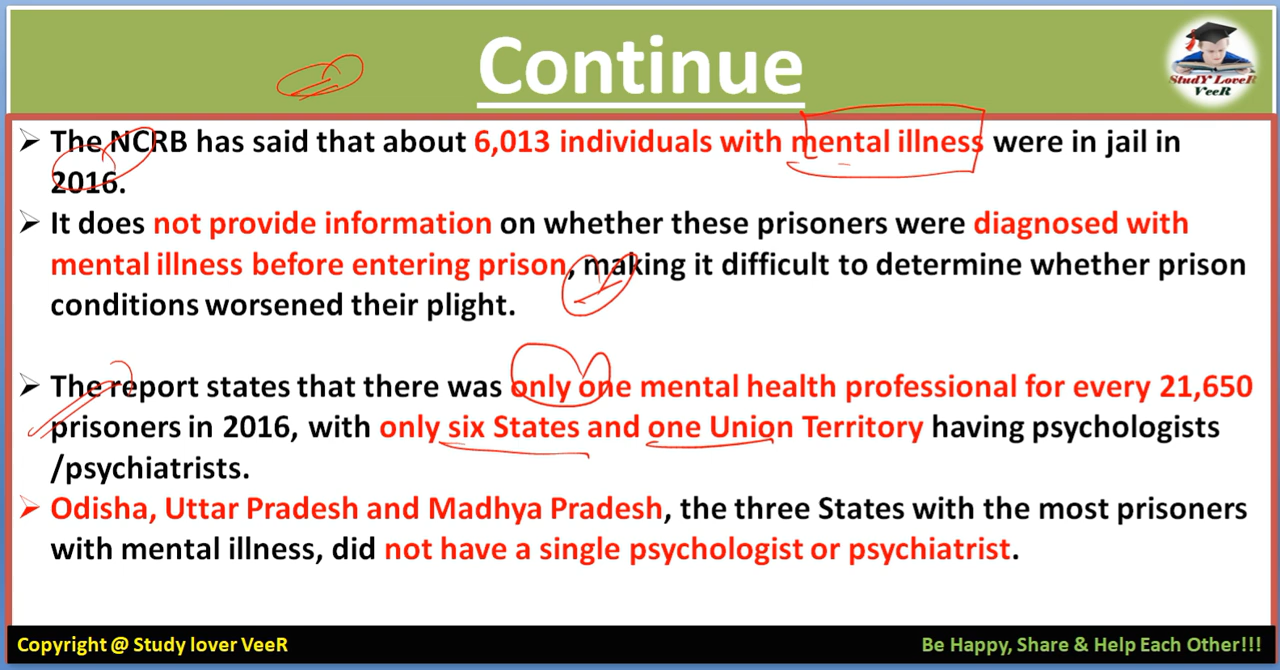 Continue
StudY LoveR
VeeR
➢ The NCRB has said that about 6,013 individuals with mental illness were in jail in
2016.
➢ It does not provide information on whether these prisoners were diagnosed with
mental illness before entering prison, making it difficult to determine whether prison
conditions worsened their plight.
➢ The report states that there was only one mental health professional for every 21,650
prisoners in 2016, with only six States and one Union Territory having psychologists
/psychiatrists.
➢ Odisha, Uttar Pradesh and Madhya Pradesh, the three States with the most prisoners
with mental illness, did not have a single psychologist or psychiatrist.
Copyright @ Study lover VeeR
Be Happy, Share & Help Each Other!!!